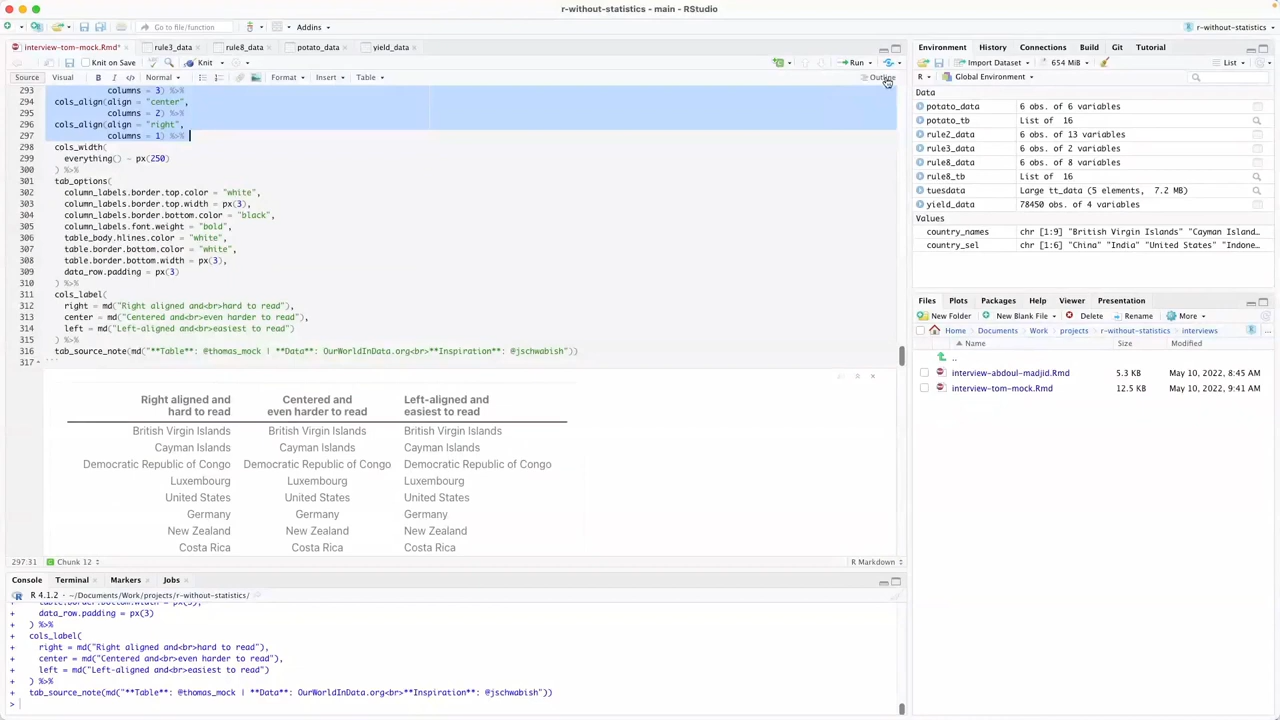 r-without-statistics - main - RStudio
Go to file/function
Addins
r-without-statistics
interview-tom-mock.Rmd* rule3_data rule8_data potato_data yield_data
Knit on Save Knit Run
Source Visual B I Normal Format Insert Table Outline
293 columns = 3) %>%
294 cols_align(align = "center",
295 columns = 2) %>%
296 cols_align(align = "right",
297 columns = 1) %>%
298 cols_width(
299 everything() ~ px(250)
300 ) %>%
301 tab_options(
302 column_labels.border.top.color = "white",
303 column_labels.border.top.width = px(3),
304 column_labels.border.bottom.color = "black",
305 column_labels.font.weight = "bold",
306 table_body.hlines.color = "white",
307 table.border.bottom.color = "white",
308 table.border.bottom.width = px(3),
309 data_row.padding = px(3)
310 ) %>%
311 cols_label(
312 right = md("Right aligned and<br>hard to read"),
313 center = md("Centered and<br>even harder to read"),
314 left = md("Left-aligned and<br>easiest to read")
315 ) %>%
316 tab_source_note(md("**Table**: @thomas_mock | **Data**: OurWorldInData.org<br>**Inspiration**: @jschwabish"))
317 ```
Right aligned and Centered and Left-aligned and
hard to read even harder to read easiest to read
British Virgin Islands British Virgin Islands British Virgin Islands
Cayman Islands Cayman Islands Cayman Islands
Democratic Republic of Congo Democratic Republic of Congo Democratic Republic of Congo
Luxembourg Luxembourg Luxembourg
United States United States United States
Germany Germany Germany
New Zealand New Zealand New Zealand
Costa Rica Costa Rica Costa Rica
297:31 Chunk 12 R Markdown
Console Terminal Markers Jobs
R 4.1.2 · ~/Documents/Work/projects/r-without-statistics/
+ table.border.bottom.width = px(3),
+ data_row.padding = px(3)
+ ) %>%
+ cols_label(
+ right = md("Right aligned and<br>hard to read"),
+ center = md("Centered and<br>even harder to read"),
+ left = md("Left-aligned and<br>easiest to read")
+ ) %>%
+ tab_source_note(md("**Table**: @thomas_mock | **Data**: OurWorldInData.org<br>**Inspiration**: @jschwabish"))
>
Environment History Connections Build Git Tutorial
Import Dataset 654 MiB List
R Global Environment
Data
potato_data 6 obs. of 6 variables
potato_tb List of 16
rule2_data 6 obs. of 13 variables
rule3_data 6 obs. of 2 variables
rule8_data 6 obs. of 8 variables
rule8_tb List of 16
tuesdata Large tt_data (5 elements, 7.2 MB)
yield_data 78450 obs. of 4 variables
Values
country_names chr [1:9] "British Virgin Islands" "Cayman Island…
country_sel chr [1:6] "China" "India" "United States" "Indone…
Files Plots Packages Help Viewer Presentation
New Folder New Blank File Delete Rename More
Home Documents Work projects r-without-statistics interviews
Name Size Modified
..
interview-abdoul-madjid.Rmd 5.3 KB May 10, 2022, 8:45 AM
interview-tom-mock.Rmd 12.5 KB May 10, 2022, 9:41 AM